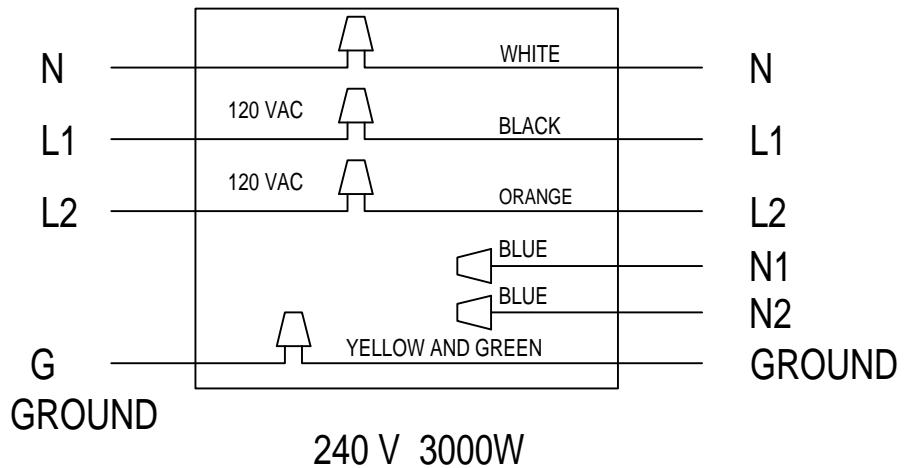 N WHITE N
120 VAC
L1 BLACK L1
120 VAC
L2 ORANGE L2
BLUE N1
BLUE N2
G YELLOW AND GREEN GROUND
GROUND
240 V 3000W